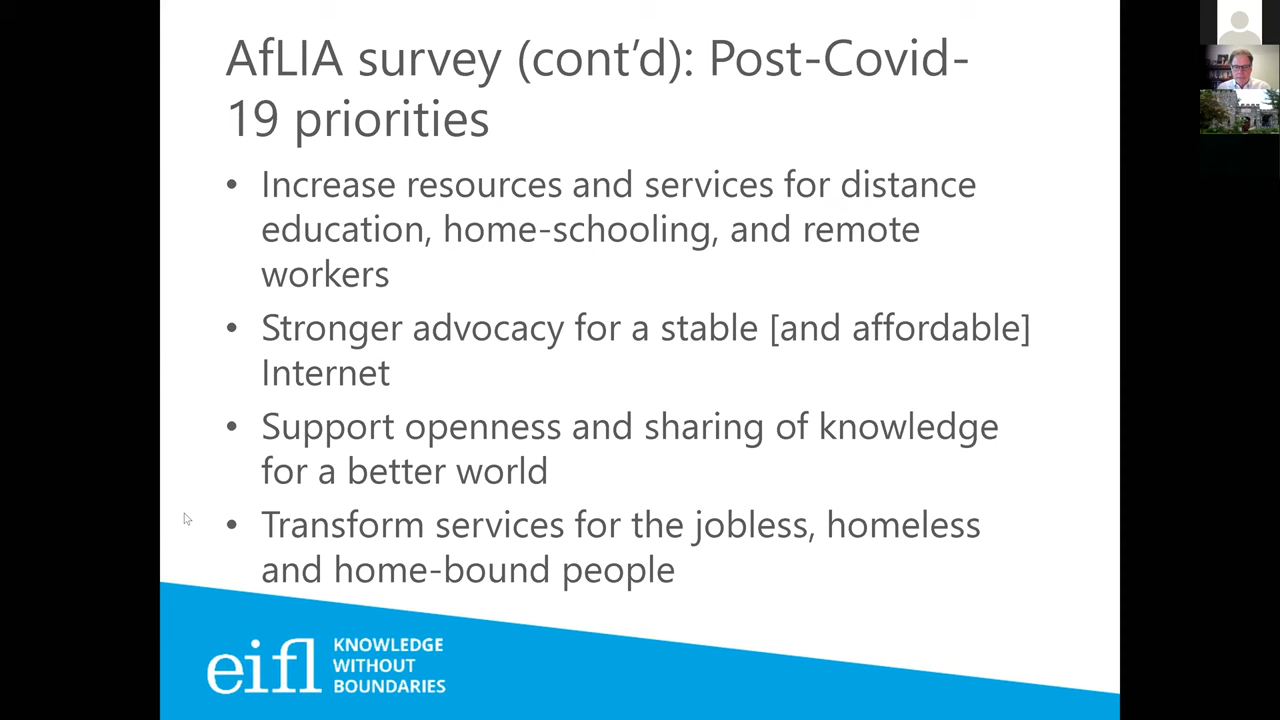 AfLIA survey (cont’d): Post-Covid-
19 priorities
• Increase resources and services for distance
education, home-schooling, and remote
workers
• Stronger advocacy for a stable [and affordable]
Internet
• Support openness and sharing of knowledge
for a better world
• Transform services for the jobless, homeless
and home-bound people
eifl
KNOWLEDGE
WITHOUT
BOUNDARIES